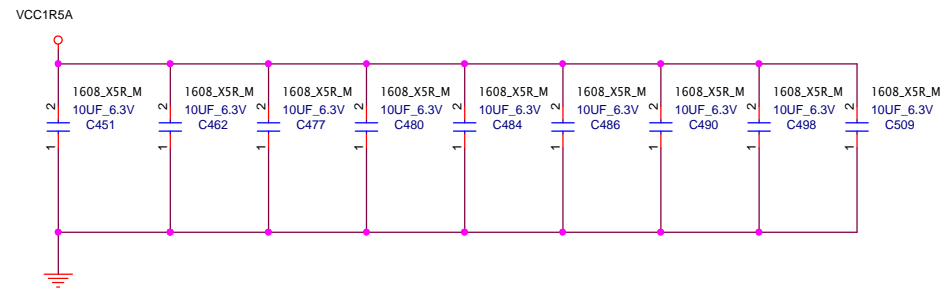 VCC1R5A
1608_X5R_M 1608_X5R_M 1608_X5R_M 1608_X5R_M 1608_X5R_M 1608_X5R_M 1608_X5R_M 1608_X5R_M 1608_X5R_M
2 2 2 2 2 2 2 2 2
10UF_6.3V 10UF_6.3V 10UF_6.3V 10UF_6.3V 10UF_6.3V 10UF_6.3V 10UF_6.3V 10UF_6.3V 10UF_6.3V
C451 C462 C477 C480 C484 C486 C490 C498 C509
1 1 1 1 1 1 1 1 1